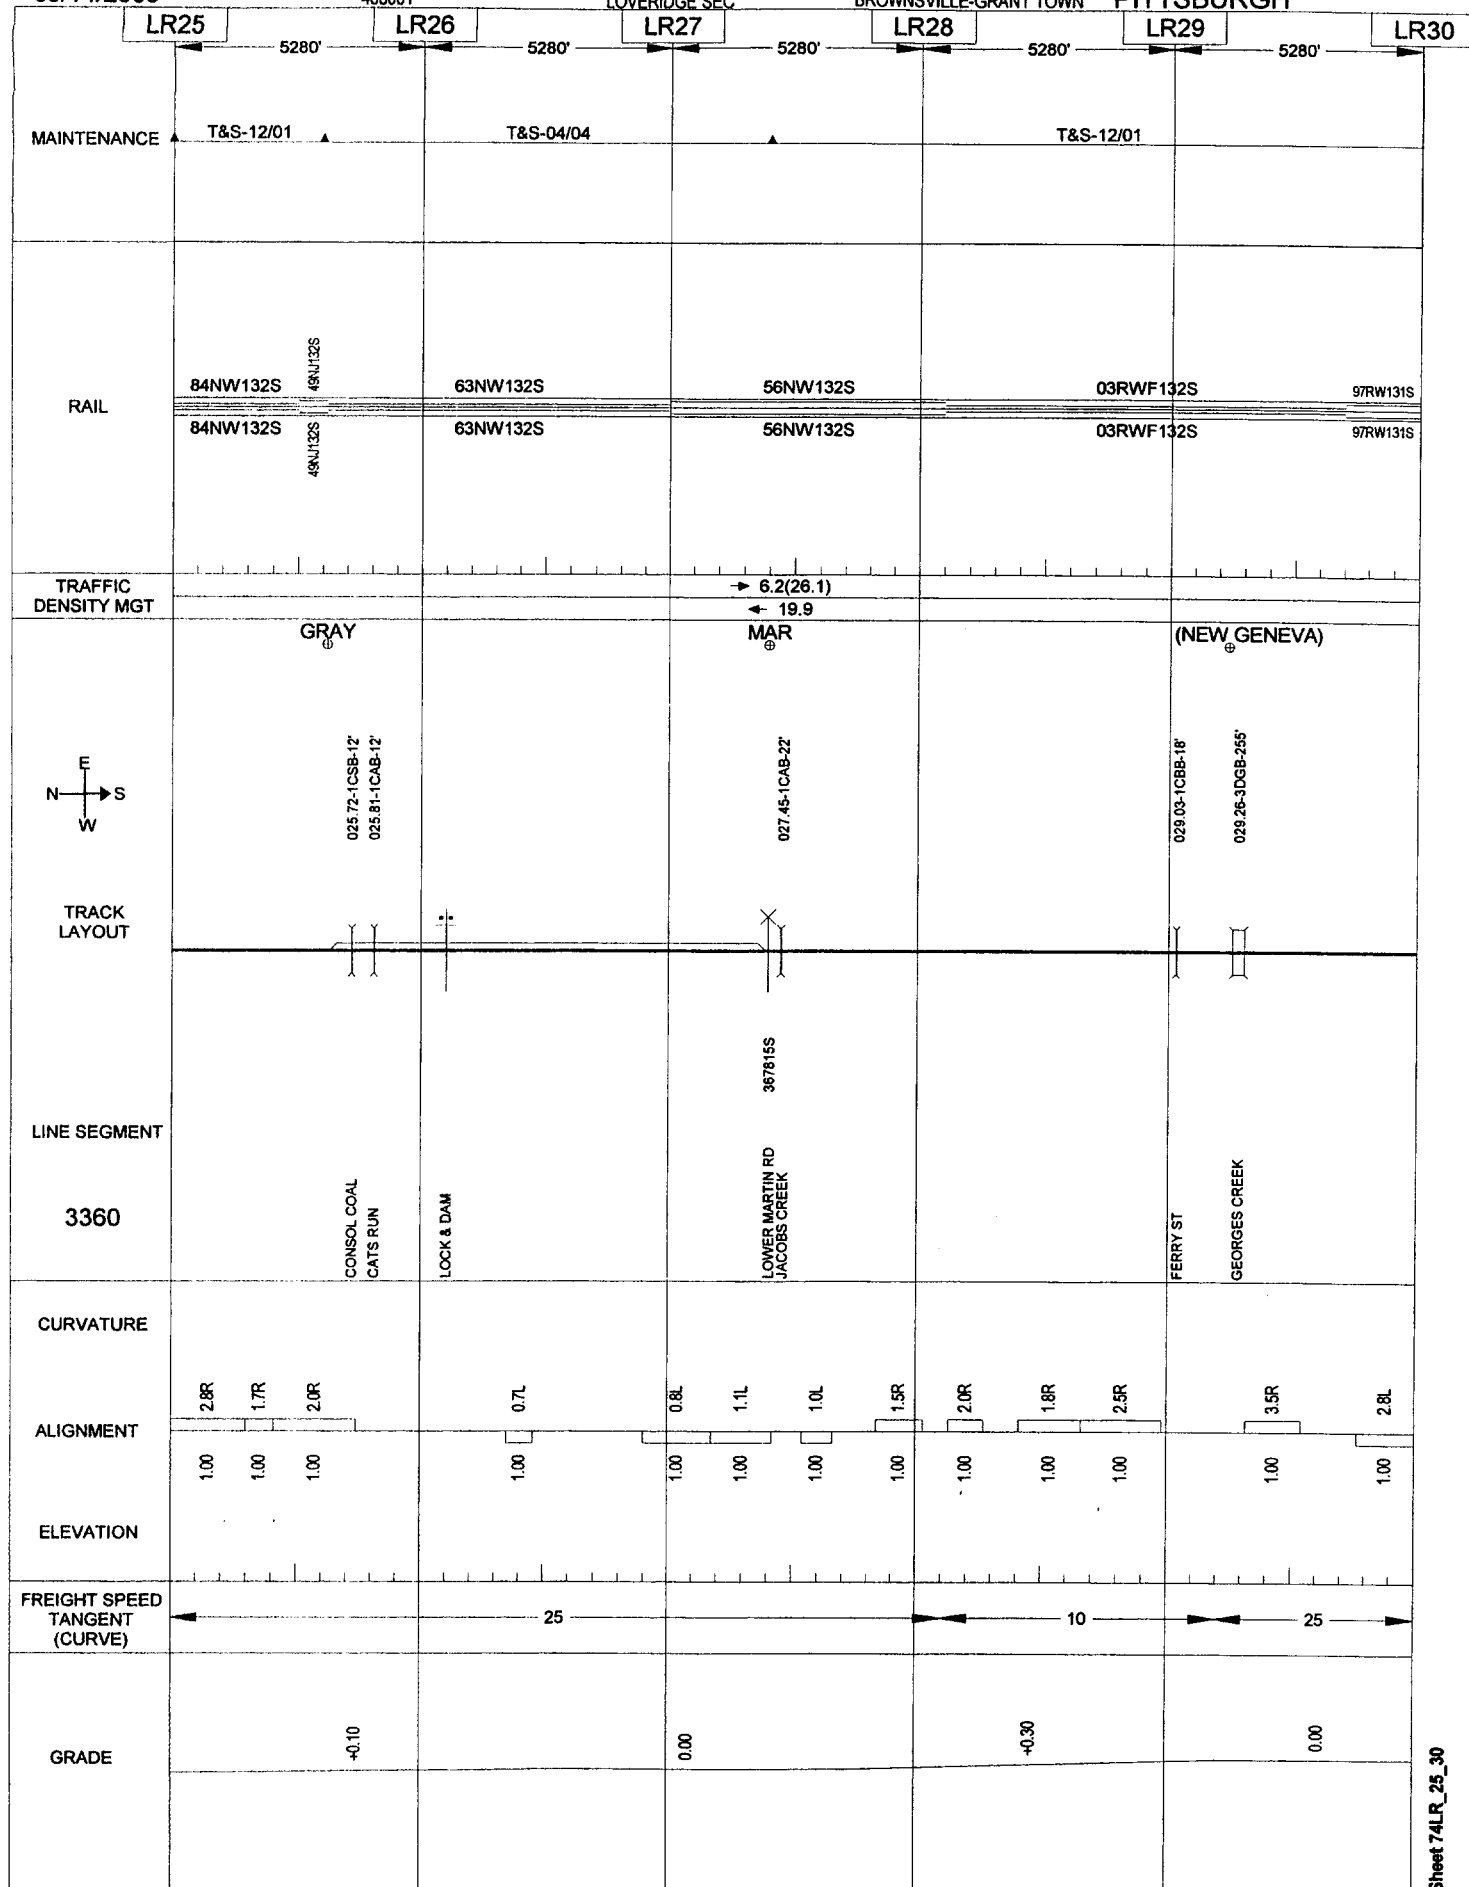 LOVERIDGE SEC
BROWNSVILLE-GRANT TOWN
PITTSBURGH
LR25 LR26 LR27 LR28 LR29 LR30
5280' 5280' 5280' 5280' 5280'
MAINTENANCE T&S-12/01 T&S-04/04 T&S-12/01
49NJ132S
84NW132S 63NW132S 56NW132S 03RWF132S 97RW131S
RAIL
84NW132S 63NW132S 56NW132S 03RWF132S 97RW131S
49NJ132S
TRAFFIC
DENSITY MGT
6.2(26.1)
19.9
GRAY MAR (NEW GENEVA)
025.72-1CSB-12'
025.81-1CAB-12'
027.45-1CAB-22'
029.03-1CBB-18'
029.26-3DGB-255'
E
N S
W
TRACK
LAYOUT
367815S
LINE SEGMENT
3360
CONSOL COAL
CATS RUN
LOCK & DAM
LOWER MARTIN RD
JACOBS CREEK
FERRY ST
GEORGES CREEK
CURVATURE
2.8R 1.7R 2.0R 0.7L 0.8L 1.1L 1.0L 1.5R 2.0R 1.8R 2.5R 3.5R 2.8L
ALIGNMENT
1.00 1.00 1.00 1.00 1.00 1.00 1.00 1.00 1.00 1.00 1.00 1.00 1.00
ELEVATION
FREIGHT SPEED
TANGENT
(CURVE)
25 10 25
GRADE
+0.10 0.00 +0.30 0.00
Sheet 74LR_25_30